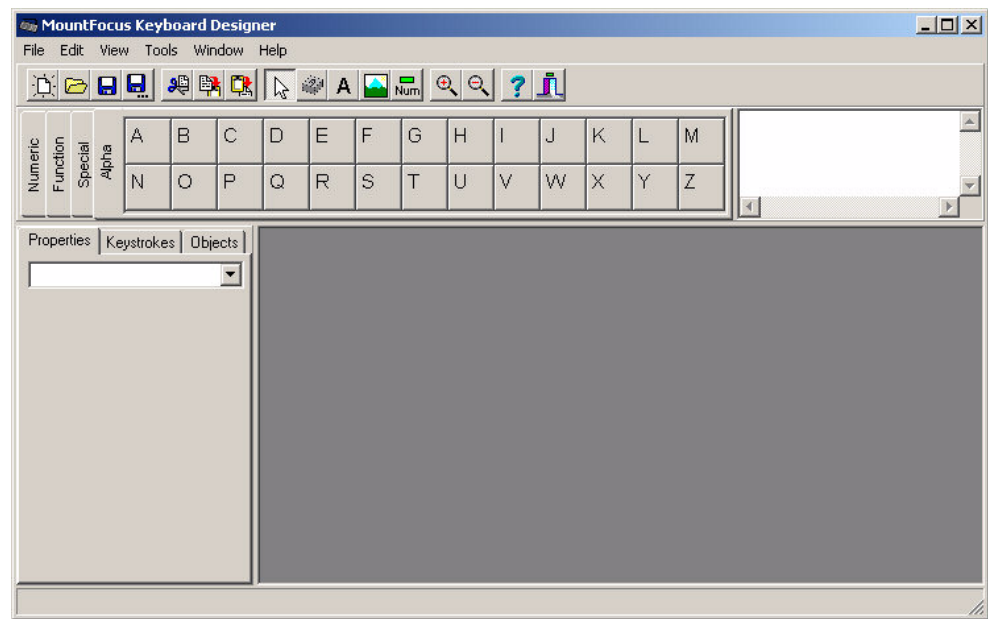 MountFocus Keyboard Designer
File Edit View Tools Window Help
A Num ?
Numeric
Function
Special
Alpha
A B C D E F G H I J K L M
N O P Q R S T U V W X Y Z
Properties Keystrokes Objects